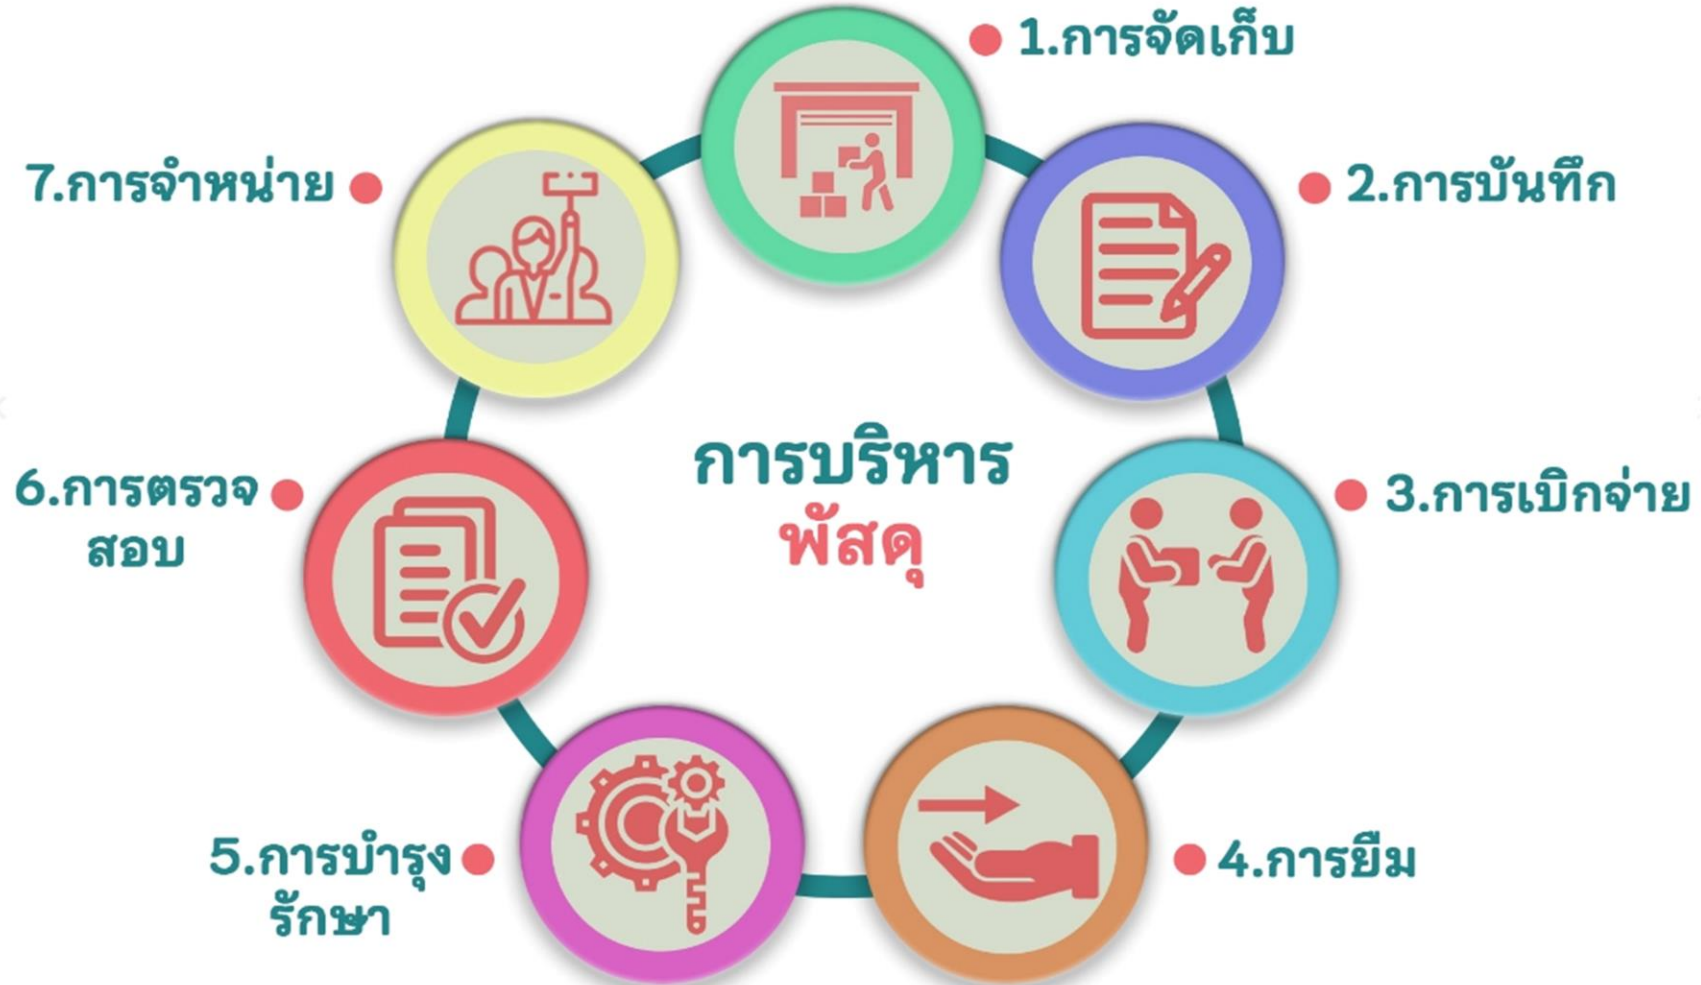 การบริหาร
พัสดุ
1.การจัดเก็บ
2.การบันทึก
3.การเบิกจ่าย
4.การยืม
5.การบำรุง
รักษา
6.การตรวจ
สอบ
7.การจำหน่าย